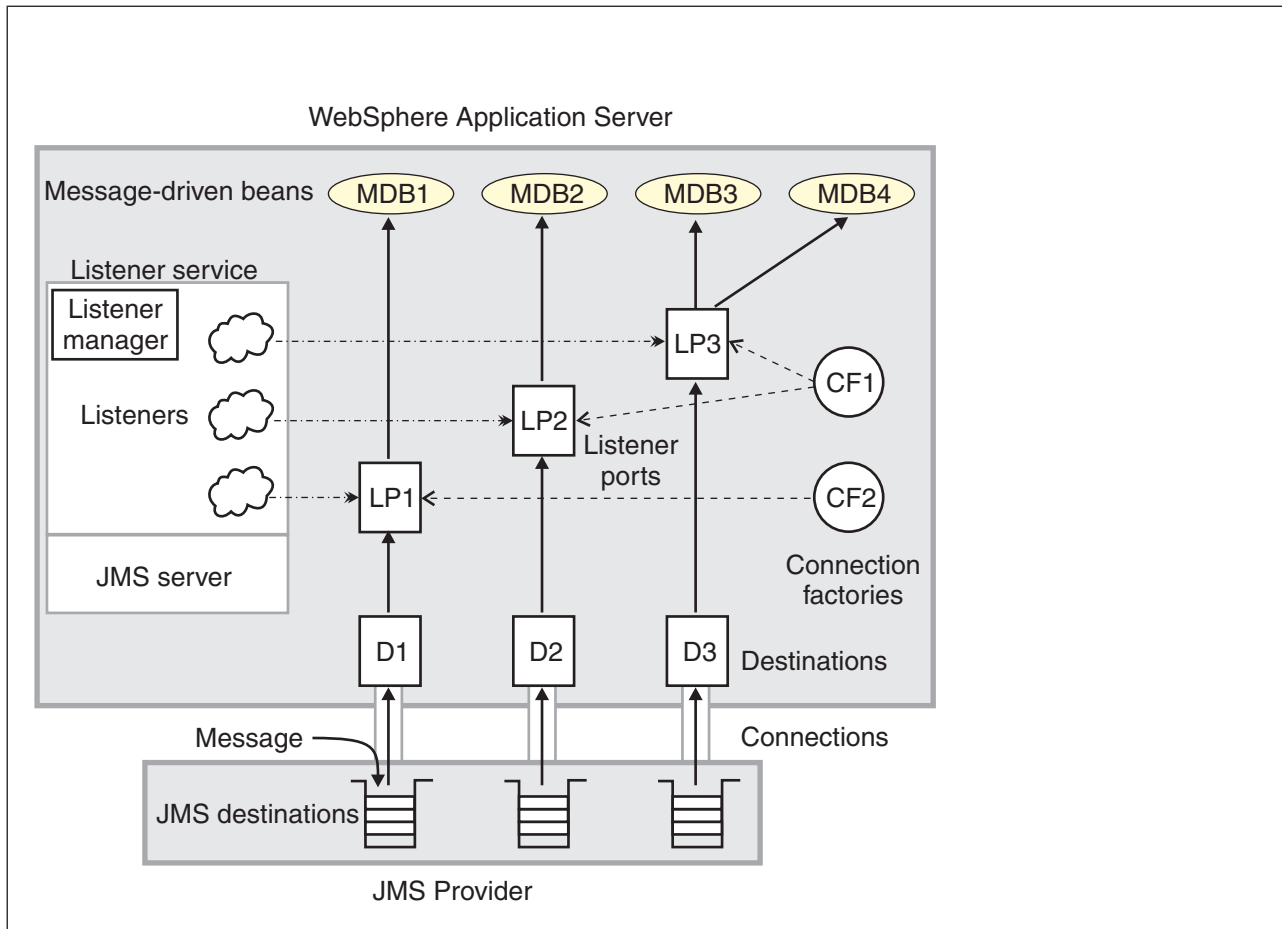 WebSphere Application Server
Message-driven beans
MDB1
MDB2
MDB3
MDB4
Listener service
Listener
manager
LP3
CF1
Listeners
LP2
Listener
ports
LP1
CF2
JMS server
Connection
factories
D1
D2
D3
Destinations
Message
Connections
JMS destinations
JMS Provider